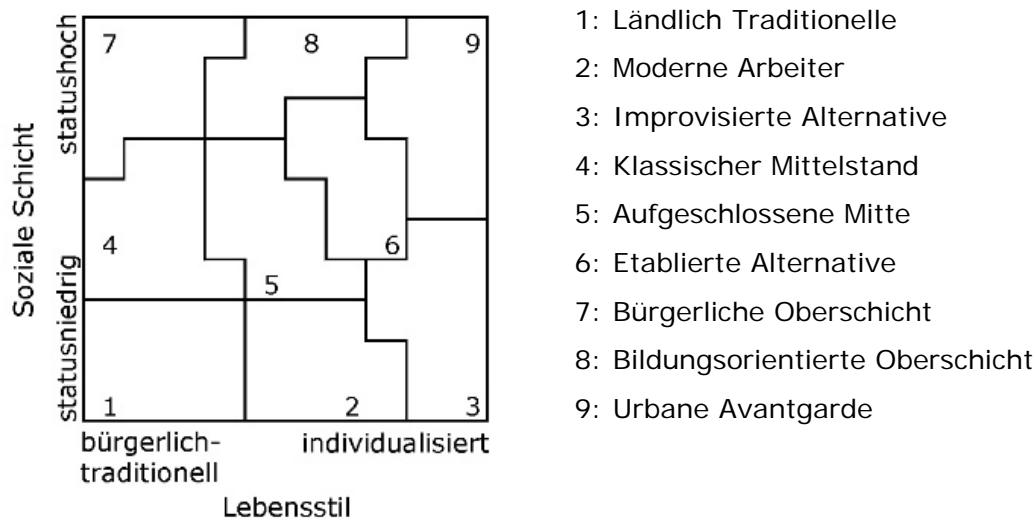 Soziale Schicht
statushoch
statusniedrig
7
8
9
4
6
5
1
2
3
bürgerlich-
traditionell
individualisiert
Lebensstil
1: Ländlich Traditionelle
2: Moderne Arbeiter
3: Improvisierte Alternative
4: Klassischer Mittelstand
5: Aufgeschlossene Mitte
6: Etablierte Alternative
7: Bürgerliche Oberschicht
8: Bildungsorientierte Oberschicht
9: Urbane Avantgarde